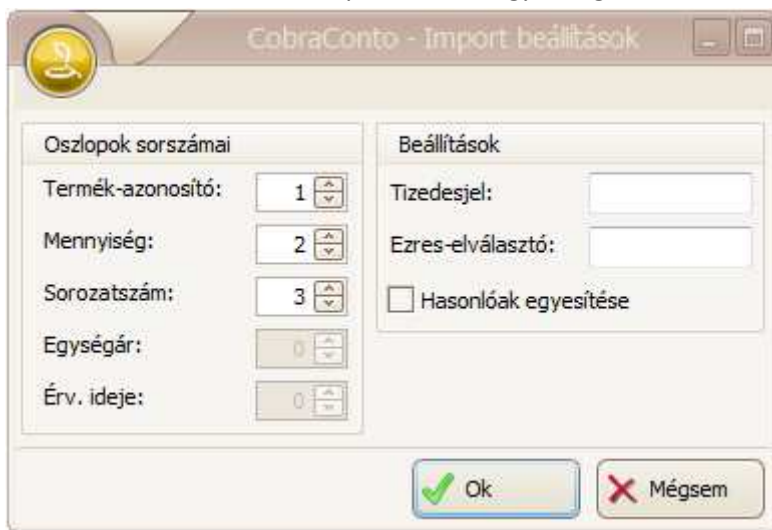 CobraConto - Import beállítások
Oszlopok sorszámai
Termék-azonosító: 1
Mennyiség: 2
Sorozatszám: 3
Egységár: 0
Érv. ideje: 0
Beállítások
Tizedesjel:
Ezres-elválasztó:
Hasonlóak egyesítése
Ok
Mégsem